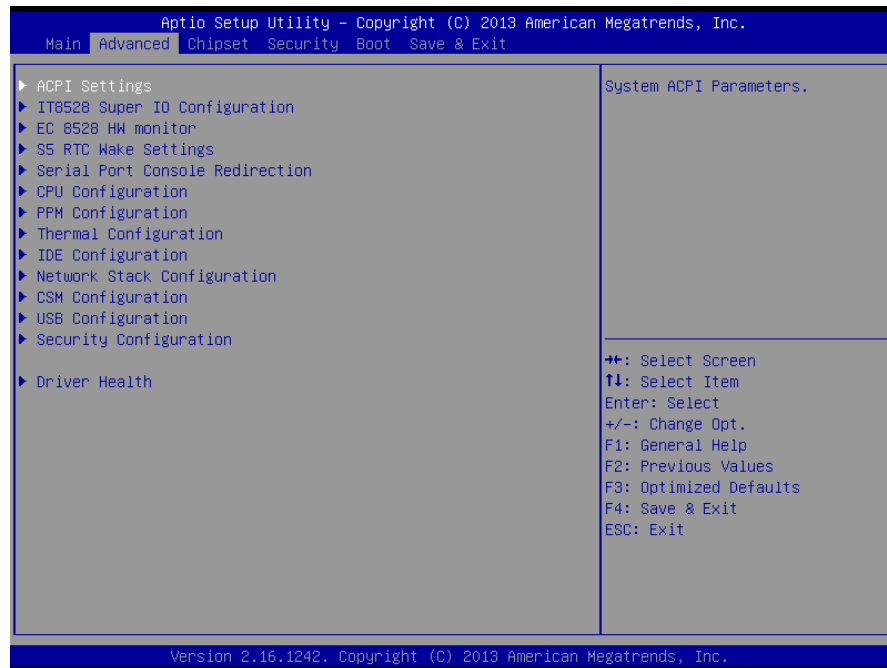 Aptio Setup Utility – Copyright (C) 2013 American Megatrends, Inc.
Main Advanced Chipset Security Boot Save & Exit
ACPI Settings
IT8528 Super IO Configuration
EC 8528 HW monitor
S5 RTC Wake Settings
Serial Port Console Redirection
CPU Configuration
PPM Configuration
Thermal Configuration
IDE Configuration
Network Stack Configuration
CSM Configuration
USB Configuration
Security Configuration
Driver Health
System ACPI Parameters.
→←: Select Screen
↑↓: Select Item
Enter: Select
+/-: Change Opt.
F1: General Help
F2: Previous Values
F3: Optimized Defaults
F4: Save & Exit
ESC: Exit
Version 2.16.1242. Copyright (C) 2013 American Megatrends, Inc.